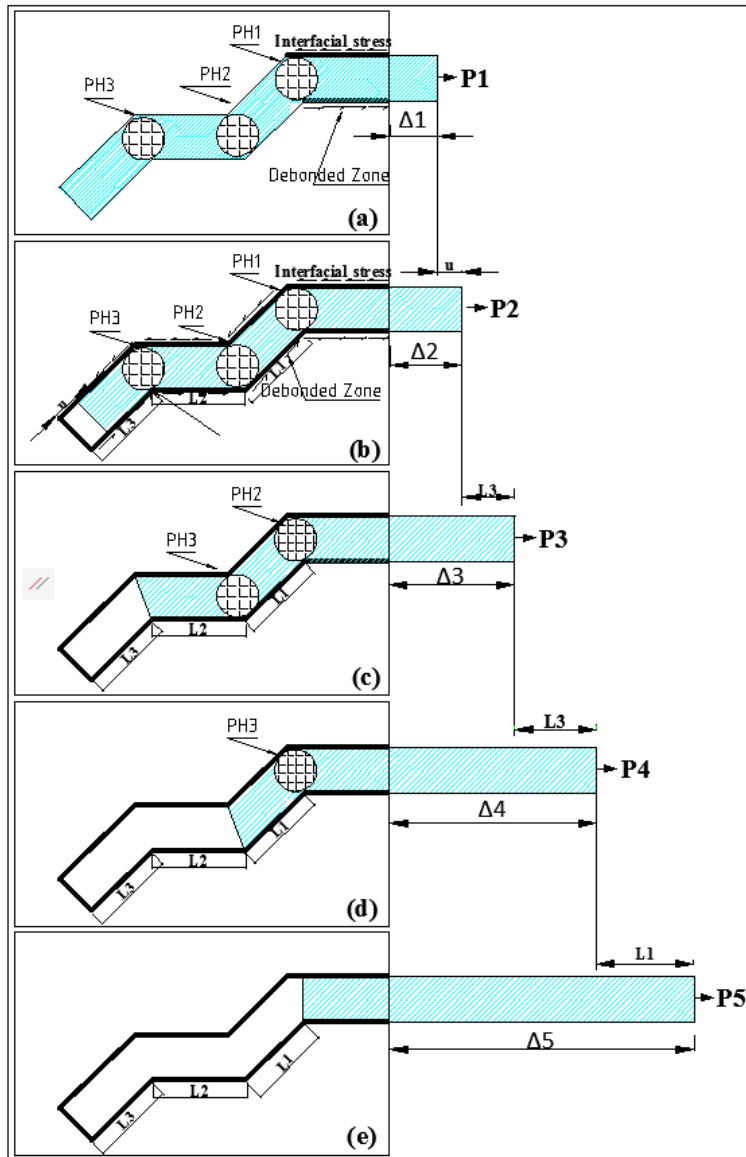 PH1
Interfacial stress
PH2
PH3
P1
Δ1
Debonded Zone
(a)
u
PH1
Interfacial stress
PH3
PH2
P2
Δ2
u
L1
Debonded Zone
L2
L3
(b)
L3
PH2
PH3
P3
Δ3
L1
L2
L3
(c)
L3
PH3
P4
Δ4
L1
L2
L3
(d)
L1
P5
Δ5
L1
L2
L3
(e)